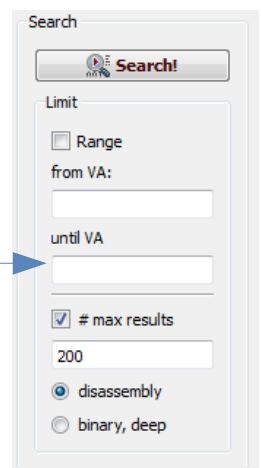 Search
Search!
Limit
Range
from VA:
until VA
# max results
200
disassembly
binary, deep